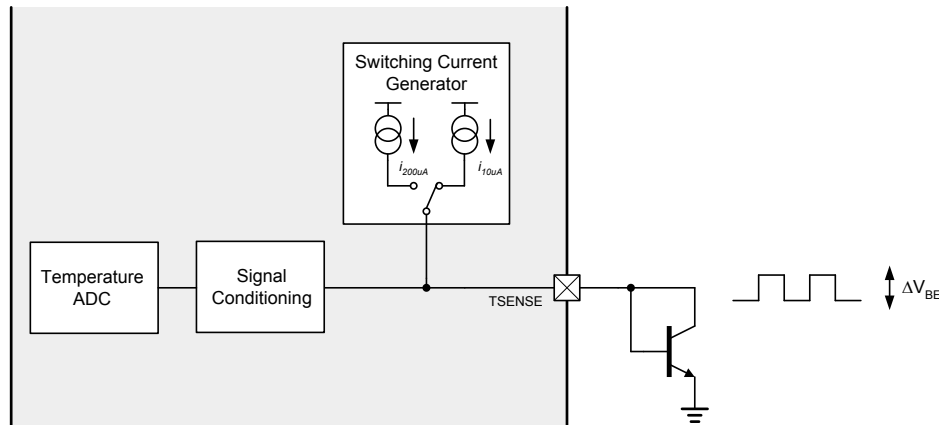 Switching Current
Generator
i200uA
i10uA
Temperature
ADC
Signal
Conditioning
TSENSE
ΔVBE